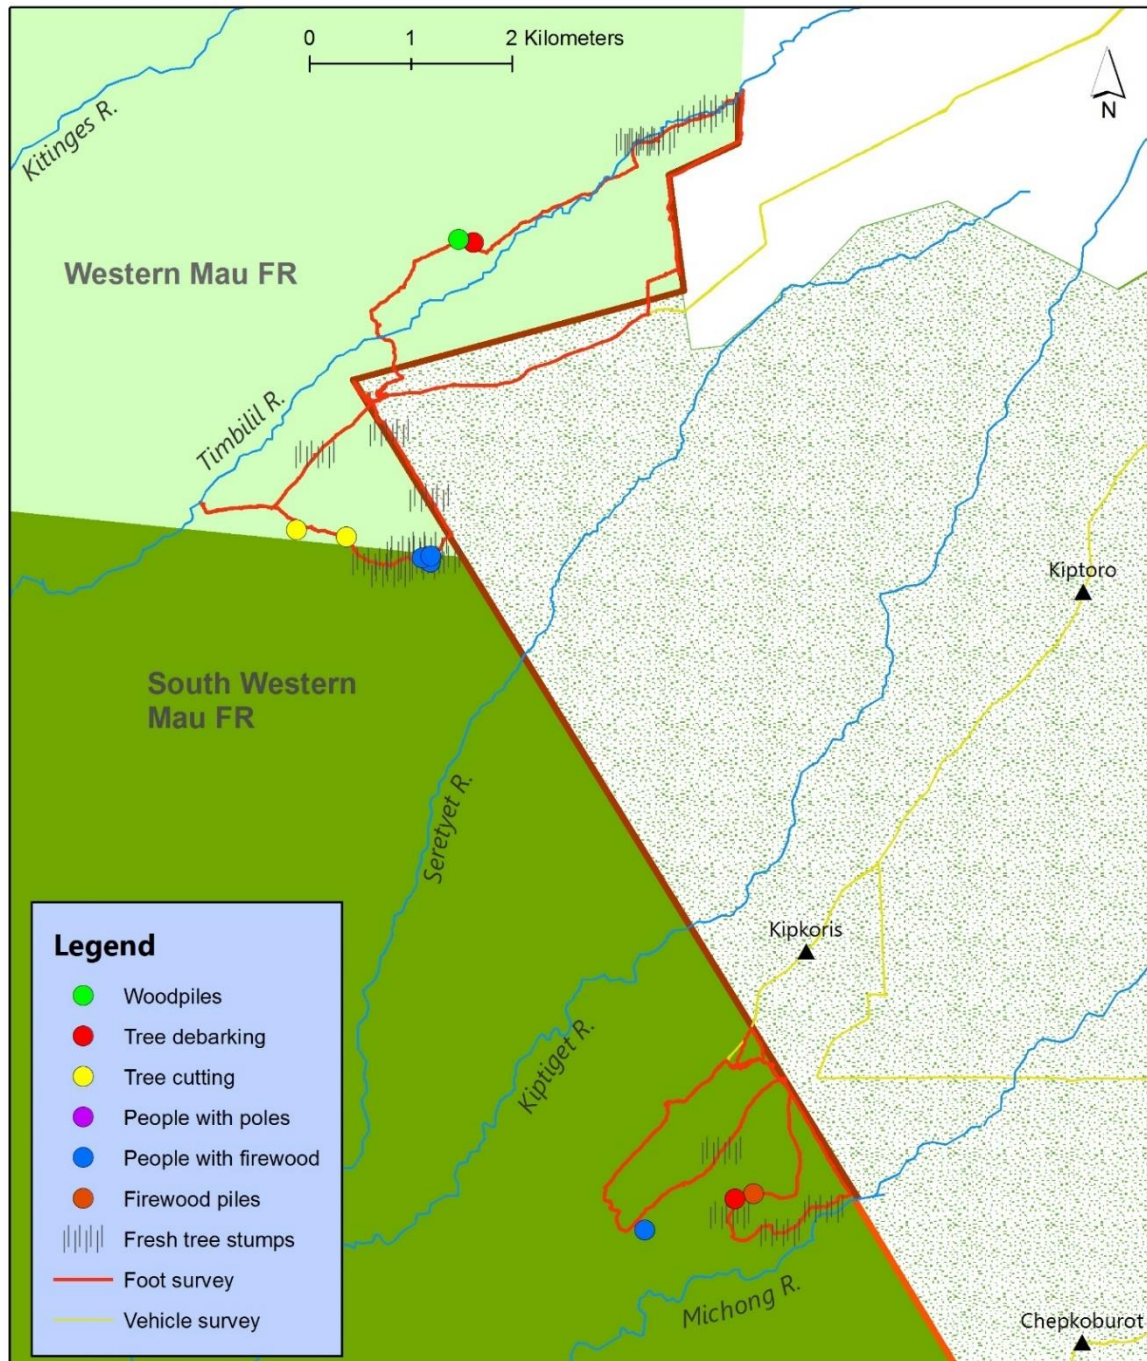 0 1 2 Kilometers
N
Kitinges R.
Western Mau FR
Timbilil R.
Kiptoro
South Western
Mau FR
Seretyet R.
Kipkoris
Kiptiget R.
Michong R.
Chepkoburot
Legend
Woodpiles
Tree debarking
Tree cutting
People with poles
People with firewood
Firewood piles
Fresh tree stumps
Foot survey
Vehicle survey